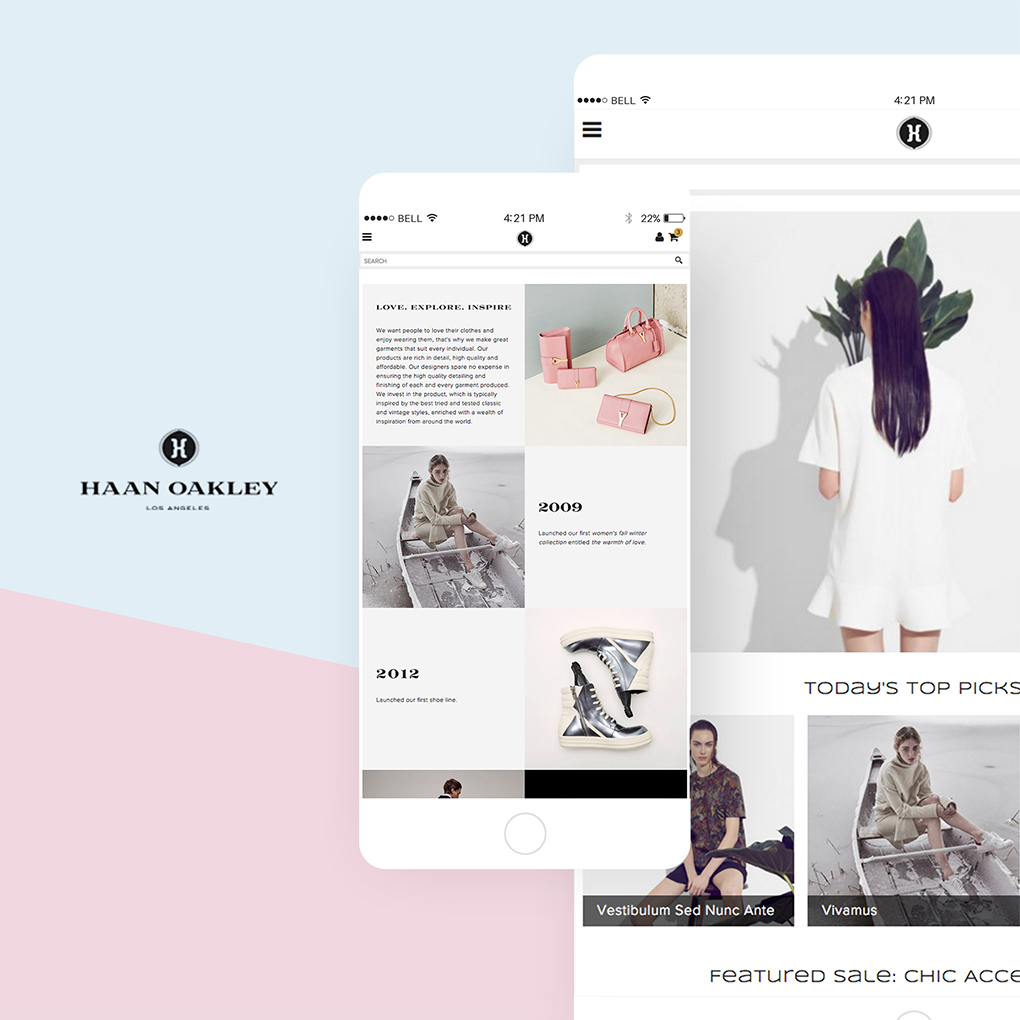 HAAN OAKLEY
LOS ANGELES
BELL
4:21 PM
22%
H
3
SEARCH
LOVE, EXPLORE, INSPIRE
We want people to love their clothes and
enjoy wearing them, that's why we make great
garments that suit every individual. Our
products are rich in detail, high quality and
affordable. Our designers spare no expense in
ensuring the high quality detailing and
finishing of each and every garment produced.
We invest in the product, which is typically
inspired by the best tried and tested classic
and vintage styles, enriched with a wealth of
inspiration from around the world.
2009
Launched our first women's fall winter
collection entitled the warmth of love.
2012
Launched our first shoe line.
BELL
4:21 PM
H
TODAY'S TOP PICKS
Vestibulum Sed Nunc Ante
Vivamus
Featured Sale: CHIC ACCE